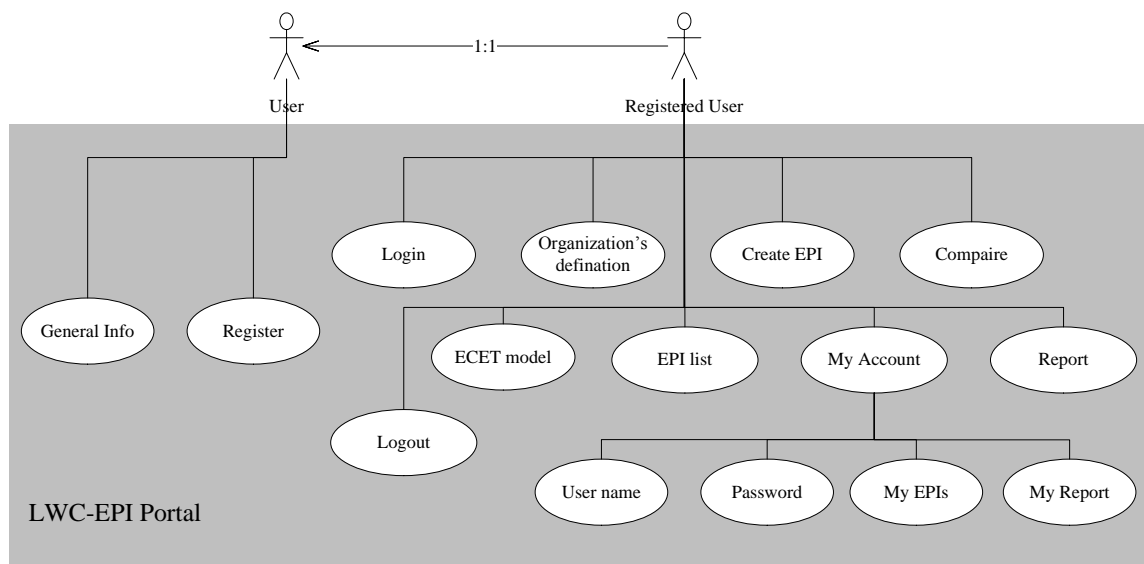 1:1
User
Registered User
Login
Organization's
defination
Create EPI
Compaire
General Info
Register
ECET model
EPI list
My Account
Report
Logout
User name
Password
My EPIs
My Report
LWC-EPI Portal